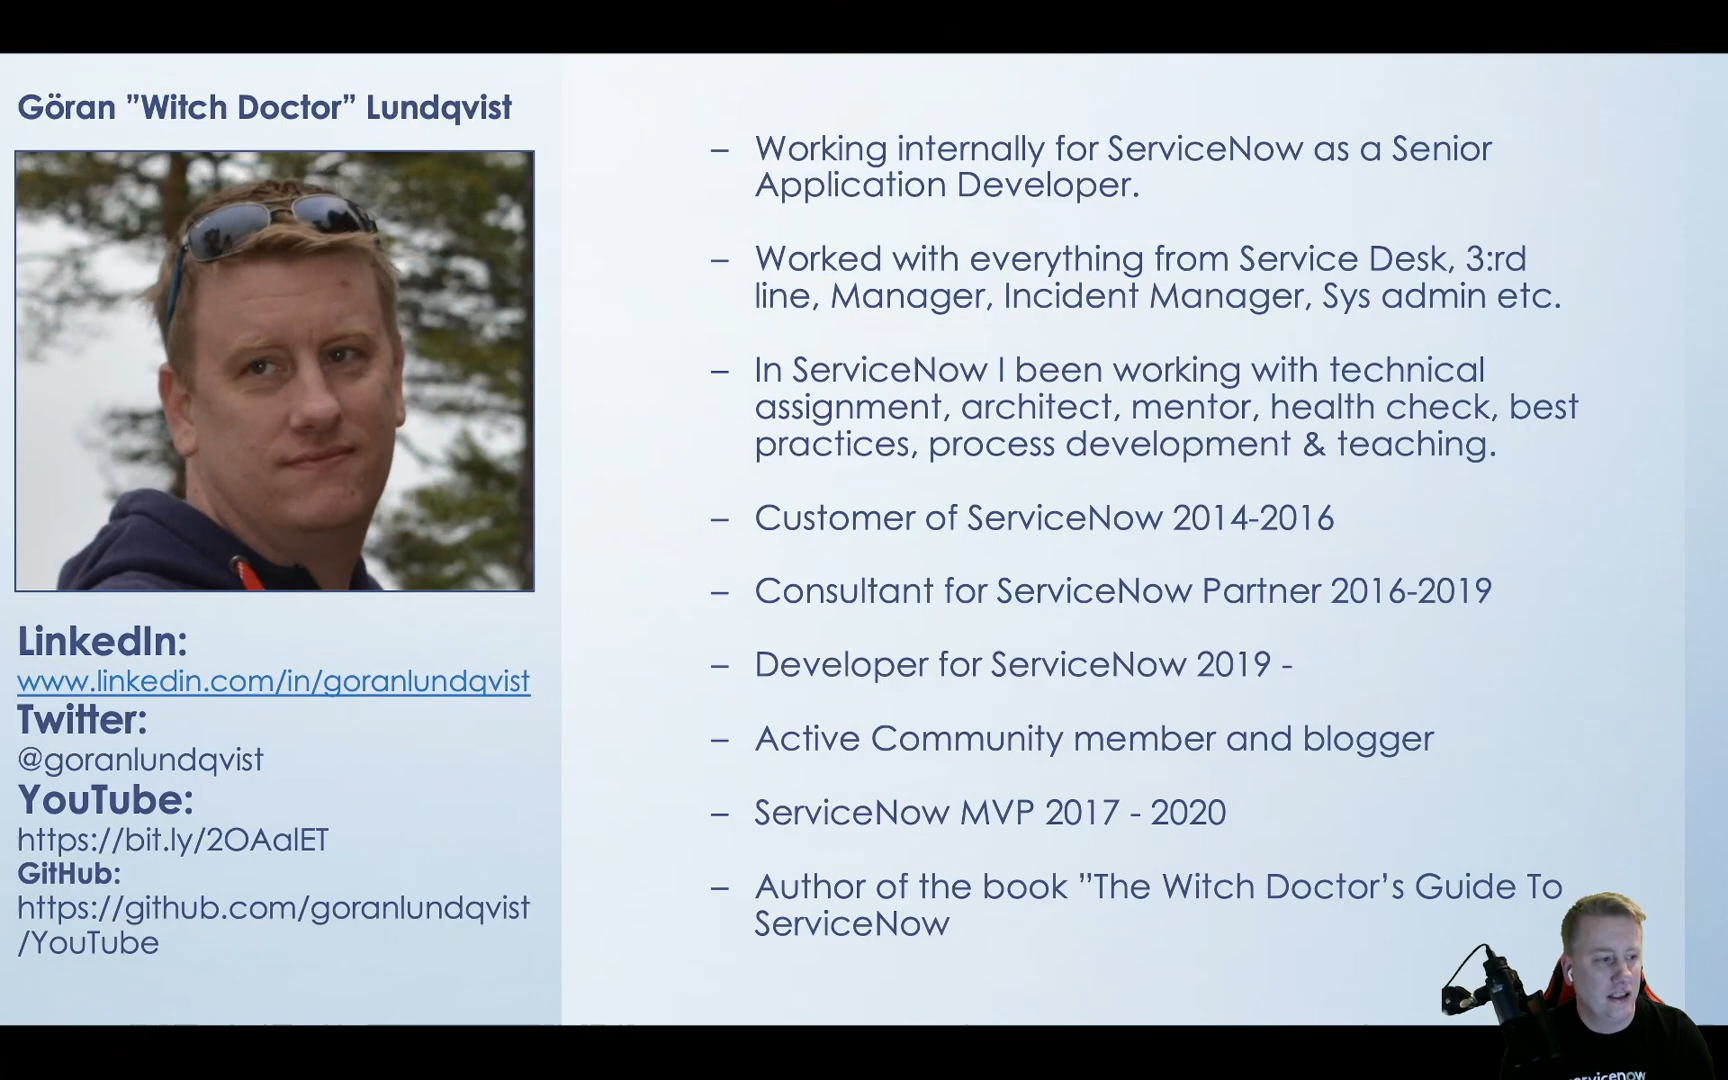 Göran ”Witch Doctor” Lundqvist
LinkedIn:
www.linkedin.com/in/goranlundqvist
Twitter:
@goranlundqvist
YouTube:
https://bit.ly/2OAalET
GitHub:
https://github.com/goranlundqvist
/YouTube
– Working internally for ServiceNow as a Senior
Application Developer.
– Worked with everything from Service Desk, 3:rd
line, Manager, Incident Manager, Sys admin etc.
– In ServiceNow I been working with technical
assignment, architect, mentor, health check, best
practices, process development & teaching.
– Customer of ServiceNow 2014-2016
– Consultant for ServiceNow Partner 2016-2019
– Developer for ServiceNow 2019 -
– Active Community member and blogger
– ServiceNow MVP 2017 - 2020
– Author of the book ”The Witch Doctor’s Guide To
ServiceNow
servicenow